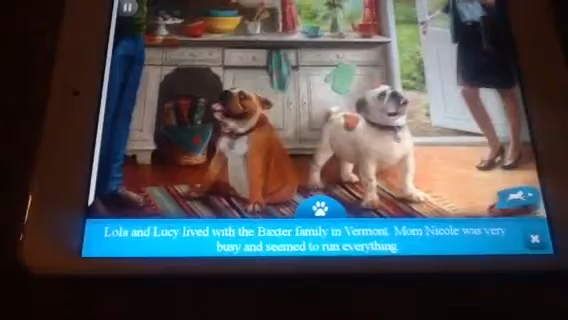 Lola and Lucy lived with the Baxter family in Vermont. Mom Nicole was very
busy and seemed to run everything.